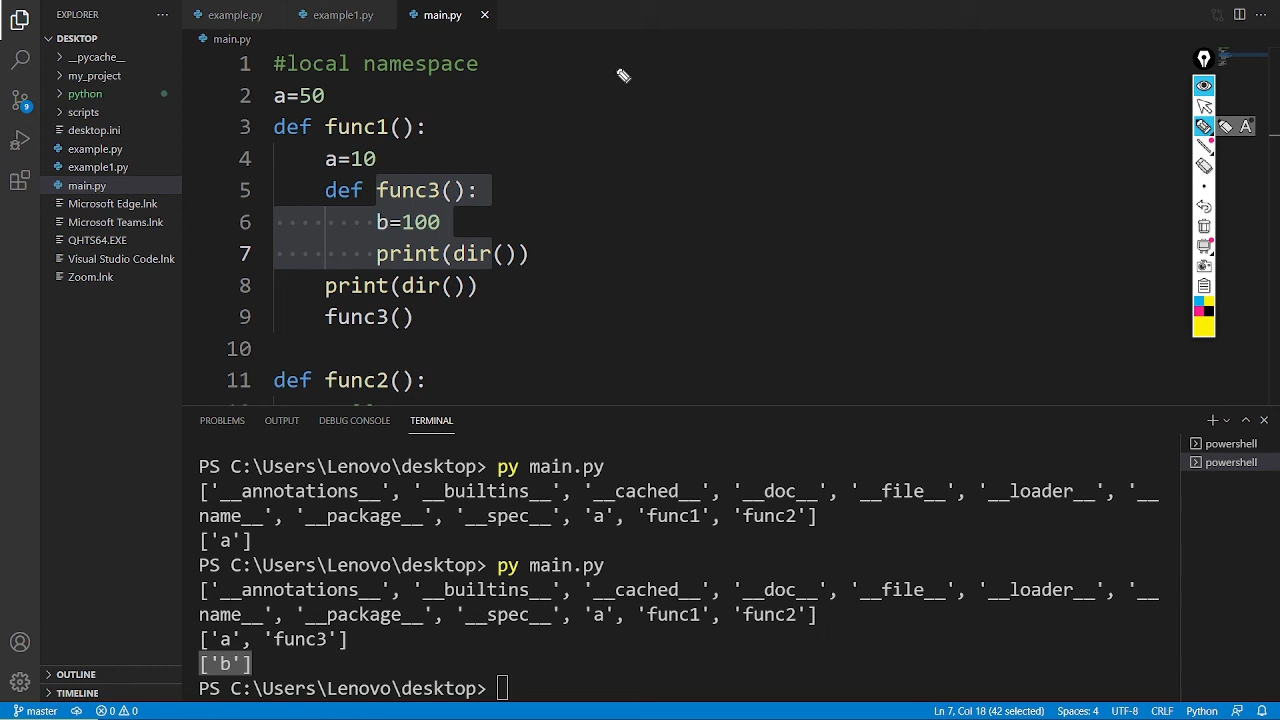 EXPLORER
example.py
example1.py
main.py
DESKTOP
main.py
__pycache__
my_project
python
scripts
desktop.ini
example.py
example1.py
main.py
Microsoft Edge.lnk
Microsoft Teams.lnk
QHTS64.EXE
Visual Studio Code.lnk
Zoom.lnk
OUTLINE
TIMELINE
9
1 #local namespace
2 a=50
3 def func1():
4 a=10
5 def func3():
6 b=100
7 print(dir())
8 print(dir())
9 func3()
10
11 def func2():
A
PROBLEMS OUTPUT DEBUG CONSOLE TERMINAL
powershell
powershell
PS C:\Users\Lenovo\desktop> py main.py
['__annotations__', '__builtins__', '__cached__', '__doc__', '__file__', '__loader__', '__
name__', '__package__', '__spec__', 'a', 'func1', 'func2']
['a']
PS C:\Users\Lenovo\desktop> py main.py
['__annotations__', '__builtins__', '__cached__', '__doc__', '__file__', '__loader__', '__
name__', '__package__', '__spec__', 'a', 'func1', 'func2']
['a', 'func3']
['b']
PS C:\Users\Lenovo\desktop>
master 0 0 Ln 7, Col 18 (42 selected) Spaces: 4 UTF-8 CRLF Python